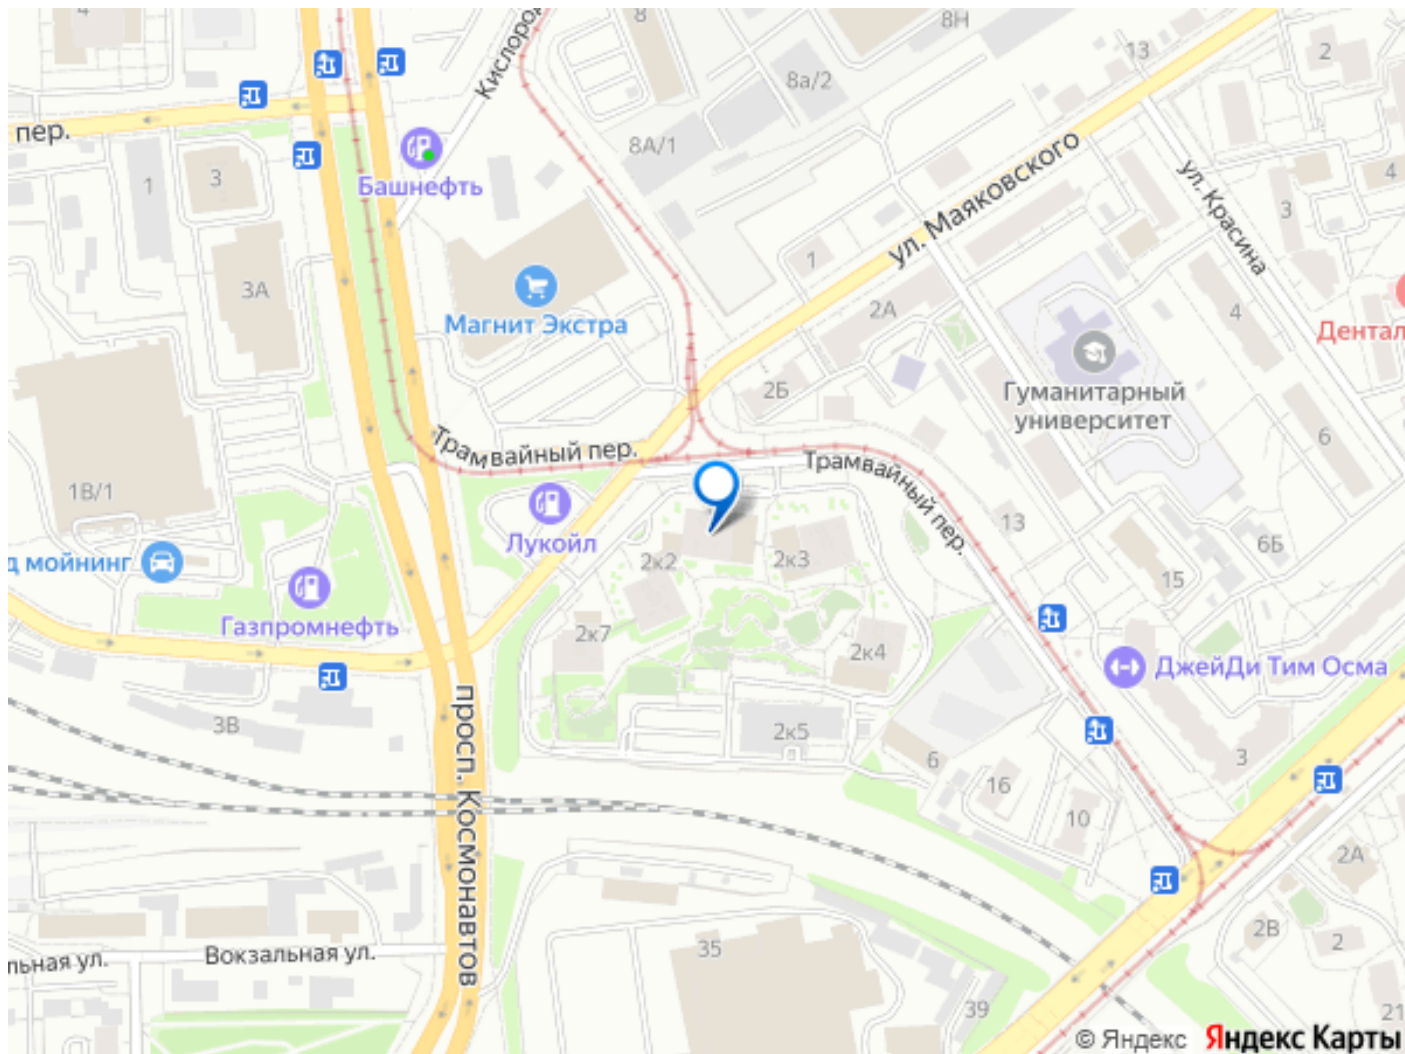 4
8
8Н
13
2
Кислород
8а/2
пер.
8А/1
1
3
Башнефть
ул. Маяковского
ул. Красина
4
3
3А
1
Магнит Экстра
2А
4
Дентал
2Б
Гуманитарный
университет
6
Трамвайный пер.
Трамвайный пер.
1В/1
13
Лукойл
2к2
2к3
6Б
д мойнинг
15
Газпромнефть
2к7
2к4
ДжейДи Тим Осма
3В
просп. Космонавтов
2к5
6
3
16
10
2А
Вокзальная ул.
льная ул.
35
2В
2
39
21
© Яндекс Яндекс Карты